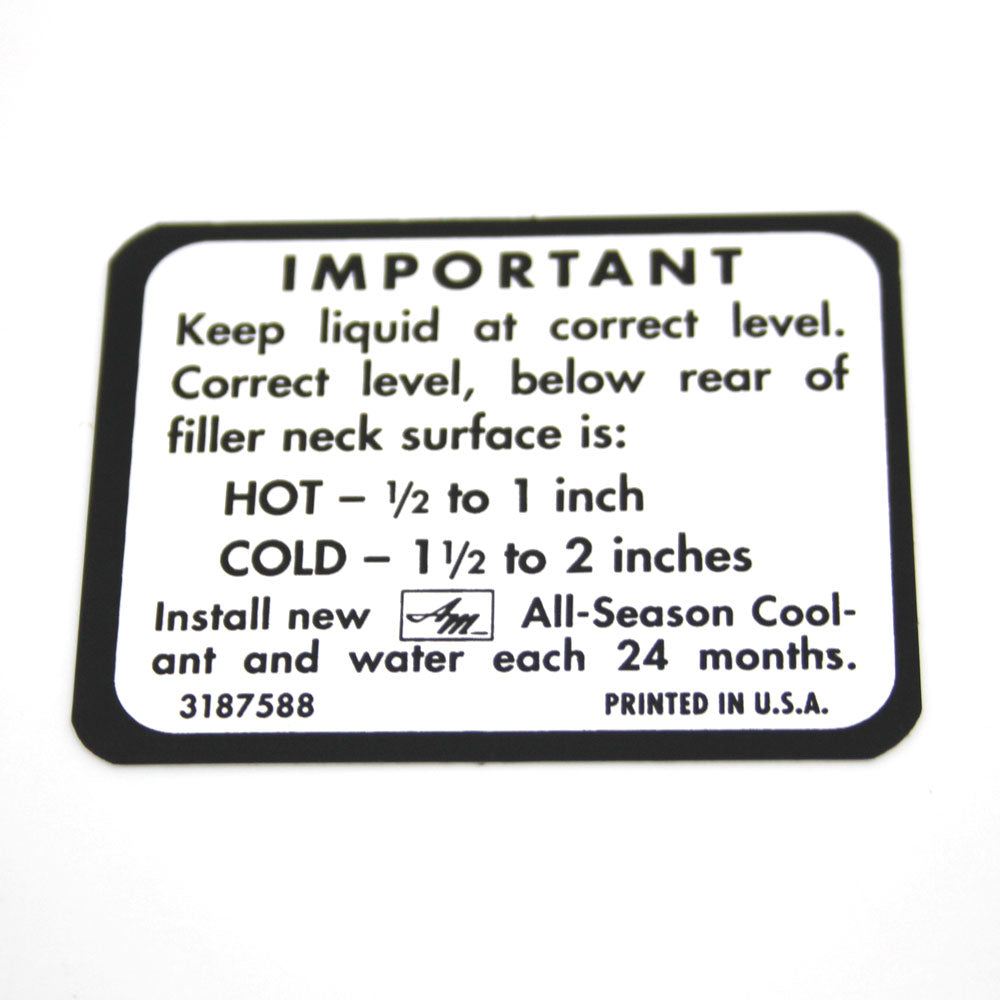 IMPORTANT
Keep liquid at correct level.
Correct level, below rear of
filler neck surface is:
HOT – 1/2 to 1 inch
COLD – 1 1/2 to 2 inches
Install new AM All-Season Cool-
ant and water each 24 months.
3187588 PRINTED IN U.S.A.